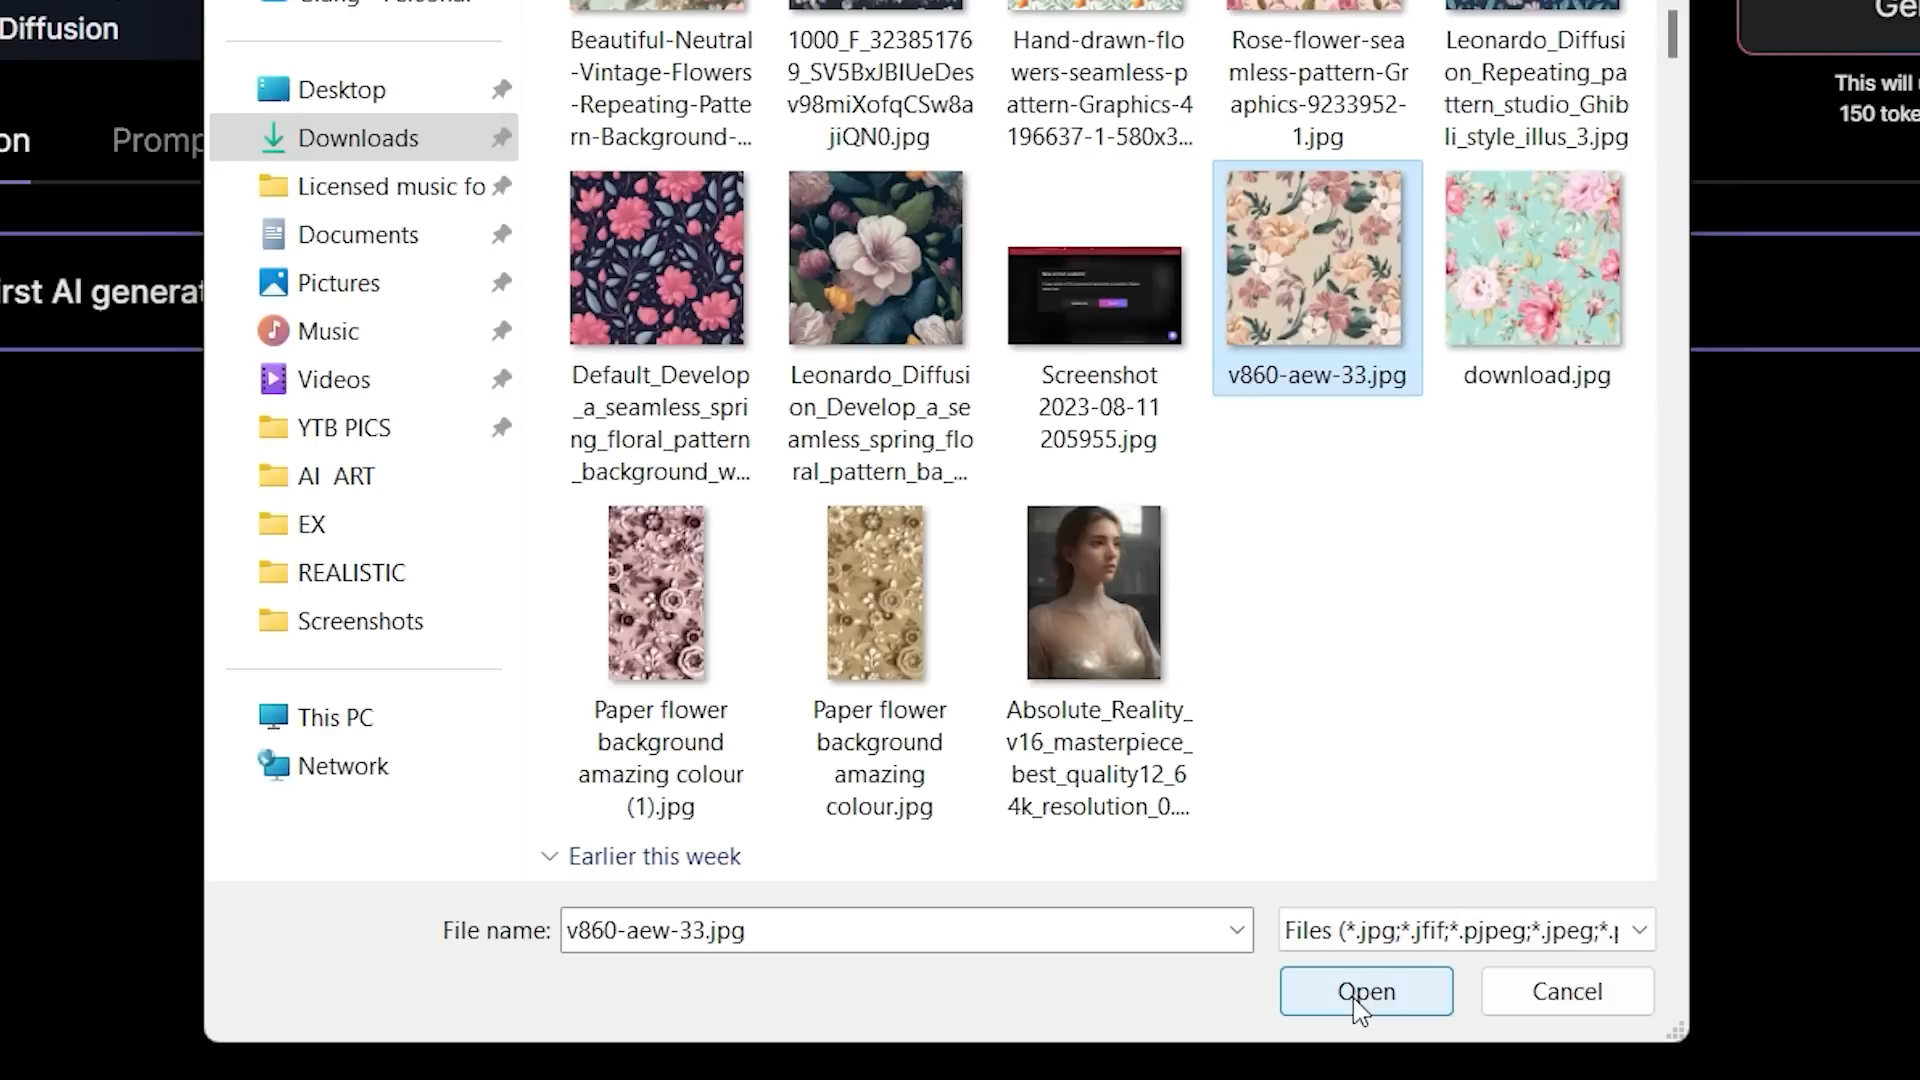 Diffusion
on
Promp
irst AI generat
Desktop
Downloads
Licensed music fo
Documents
Pictures
Music
Videos
YTB PICS
AI ART
EX
REALISTIC
Screenshots
This PC
Network
Beautiful-Neutral
-Vintage-Flowers
-Repeating-Patte
rn-Background-...
1000_F_32385176
9_SV5BxJBIUeDes
v98miXofqCSw8a
jiQN0.jpg
Hand-drawn-flo
wers-seamless-p
attern-Graphics-4
196637-1-580x3...
Rose-flower-sea
mless-pattern-Gr
aphics-9233952-
1.jpg
Leonardo_Diffusi
on_Repeating_pa
ttern_studio_Ghib
li_style_illus_3.jpg
Default_Develop
_a_seamless_spri
ng_floral_pattern
_background_w...
Leonardo_Diffusi
on_Develop_a_se
amless_spring_flo
ral_pattern_ba_...
Screenshot
2023-08-11
205955.jpg
v860-aew-33.jpg
download.jpg
Paper flower
background
amazing colour
(1).jpg
Paper flower
background
amazing
colour.jpg
Absolute_Reality_
v16_masterpiece_
best_quality12_6
4k_resolution_0....
Earlier this week
File name:
v860-aew-33.jpg
Files (*.jpg;*.jfif;*.pjpeg;*.jpeg;*.p
Open
Cancel
Ge
This will
150 toke